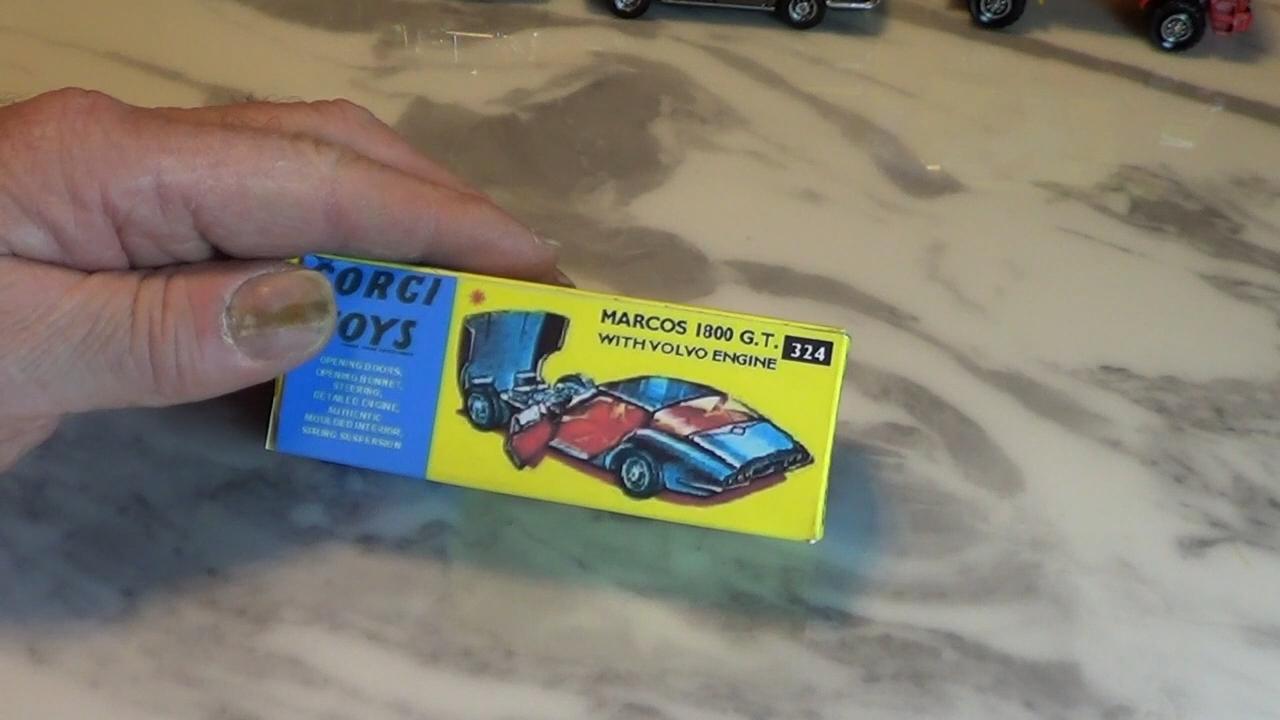 CORGI
TOYS
OPENING DOORS,
OPENING BONNET,
STEERING,
DETAILED ENGINE,
AUTHENTIC
MOULDED INTERIOR,
SPRING SUSPENSION
MARCOS 1800 G.T.
WITH VOLVO ENGINE
324